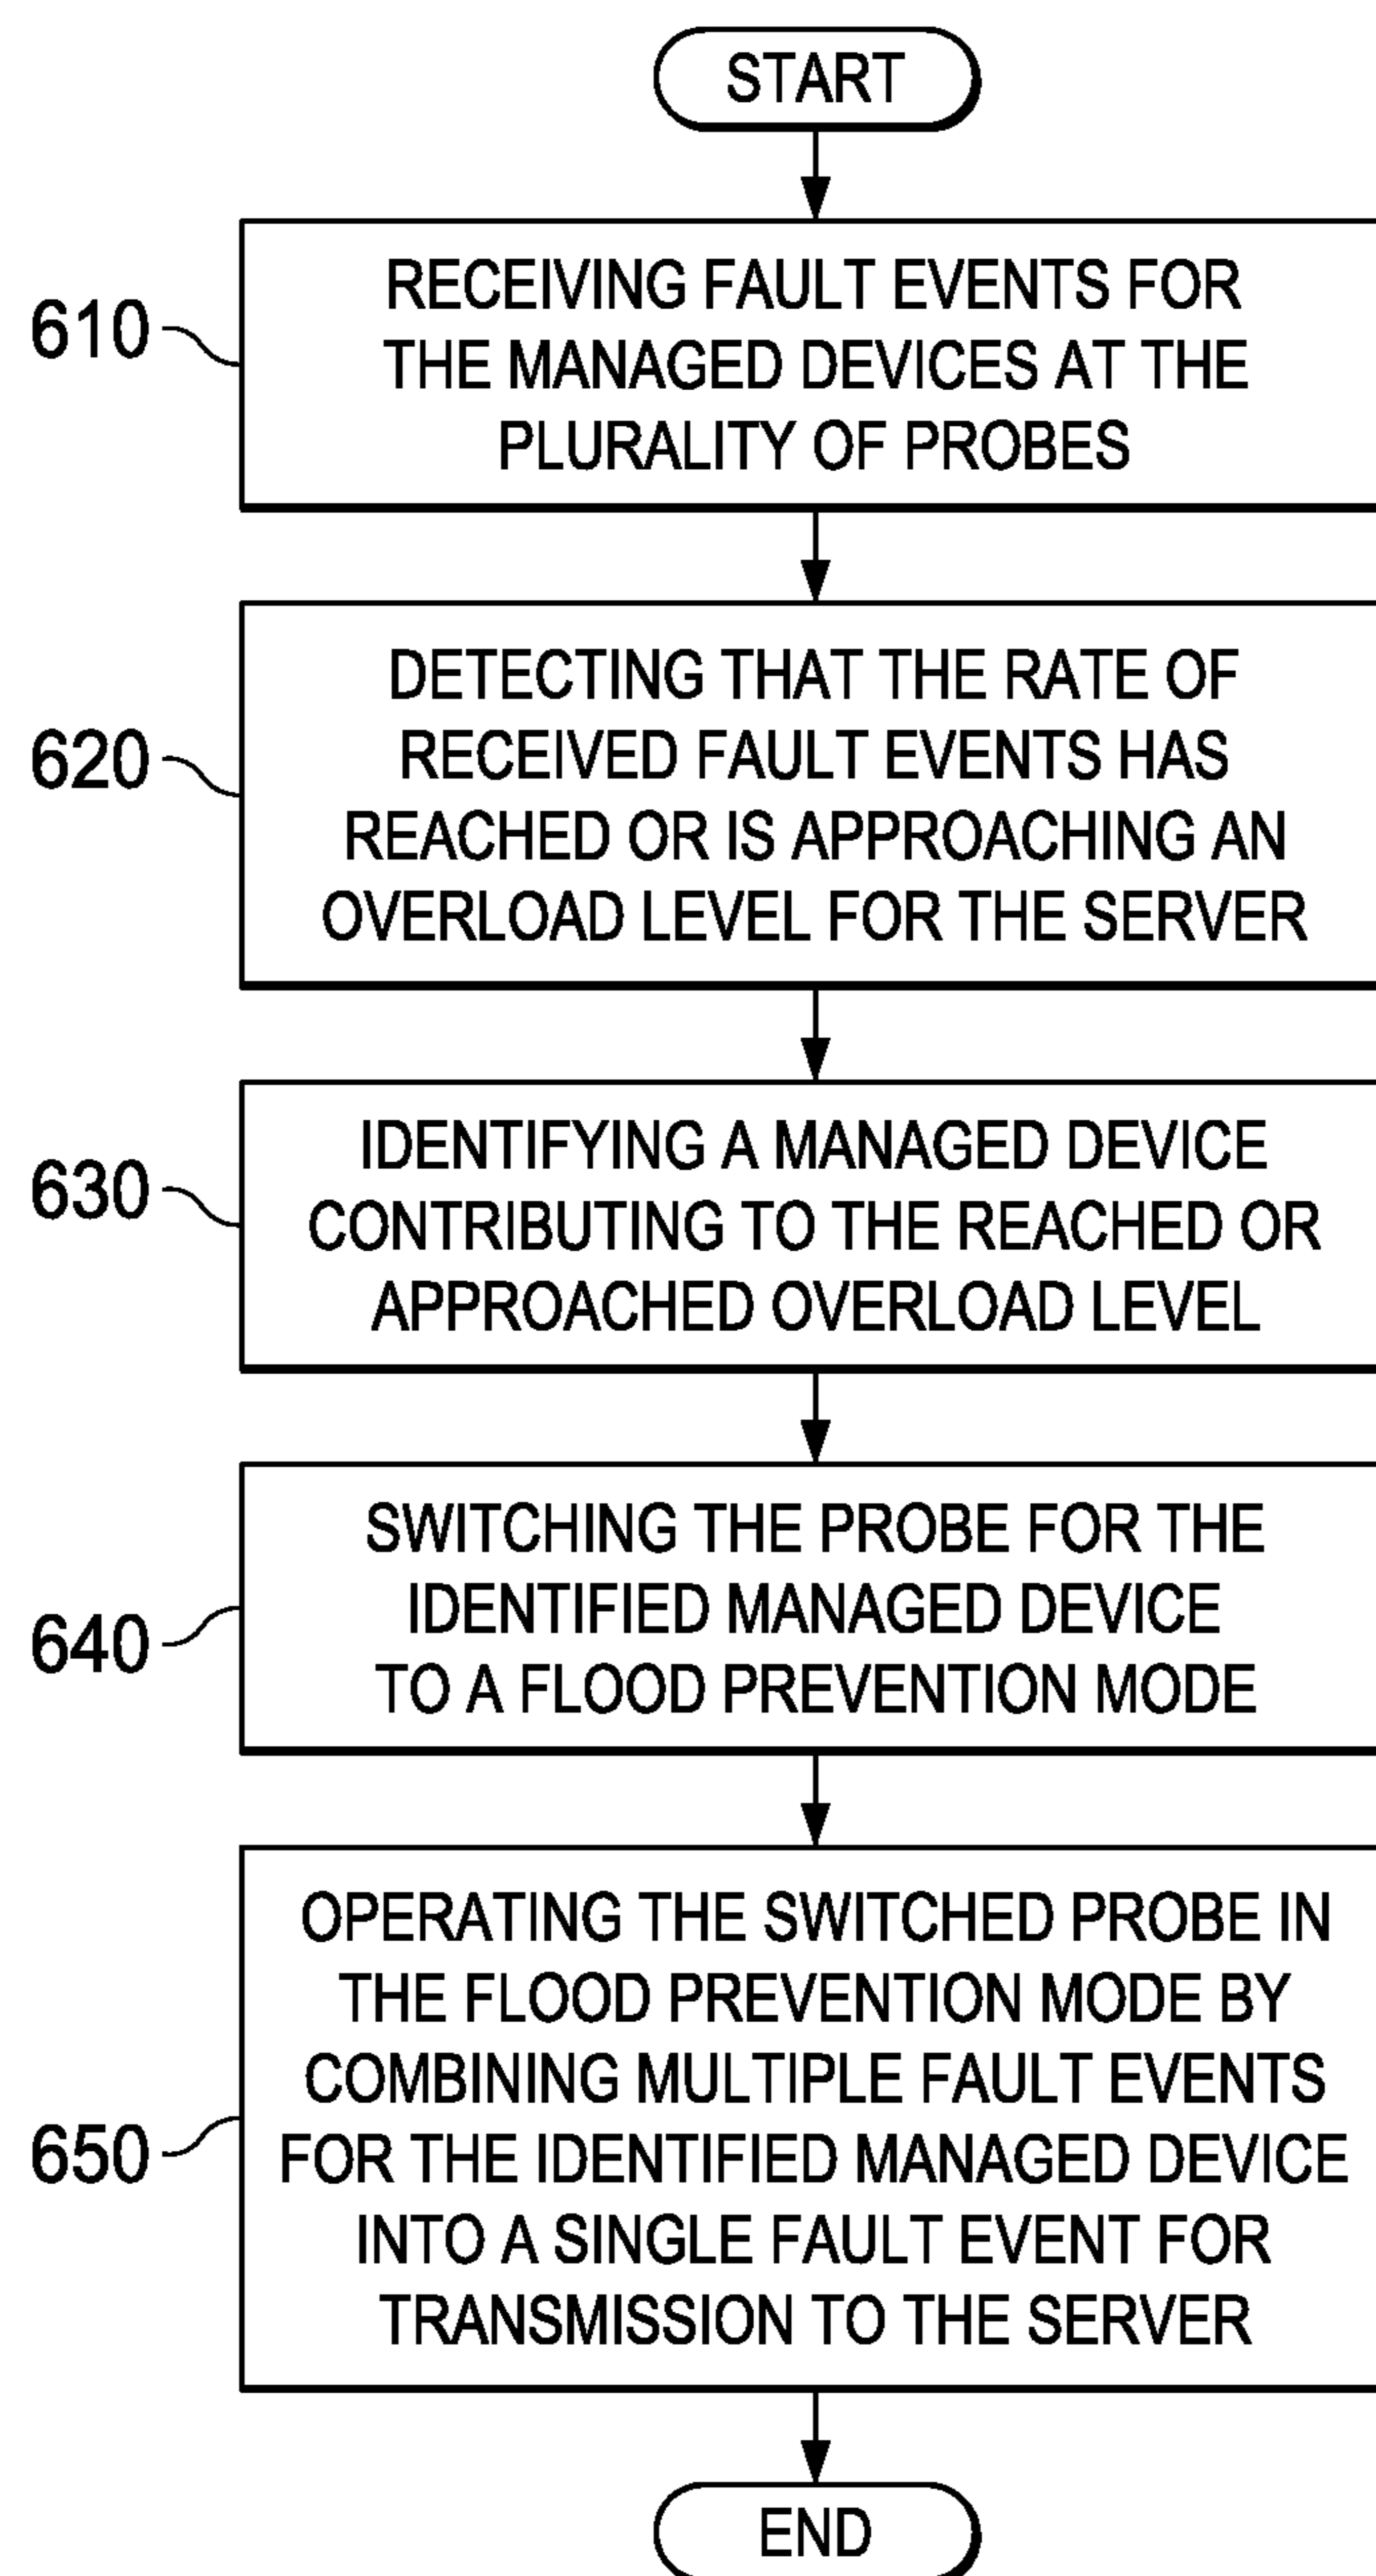 START
610
RECEIVING FAULT EVENTS FOR
THE MANAGED DEVICES AT THE
PLURALITY OF PROBES
620
DETECTING THAT THE RATE OF
RECEIVED FAULT EVENTS HAS
REACHED OR IS APPROACHING AN
OVERLOAD LEVEL FOR THE SERVER
630
IDENTIFYING A MANAGED DEVICE
CONTRIBUTING TO THE REACHED OR
APPROACHED OVERLOAD LEVEL
640
SWITCHING THE PROBE FOR THE
IDENTIFIED MANAGED DEVICE
TO A FLOOD PREVENTION MODE
650
OPERATING THE SWITCHED PROBE IN
THE FLOOD PREVENTION MODE BY
COMBINING MULTIPLE FAULT EVENTS
FOR THE IDENTIFIED MANAGED DEVICE
INTO A SINGLE FAULT EVENT FOR
TRANSMISSION TO THE SERVER
END